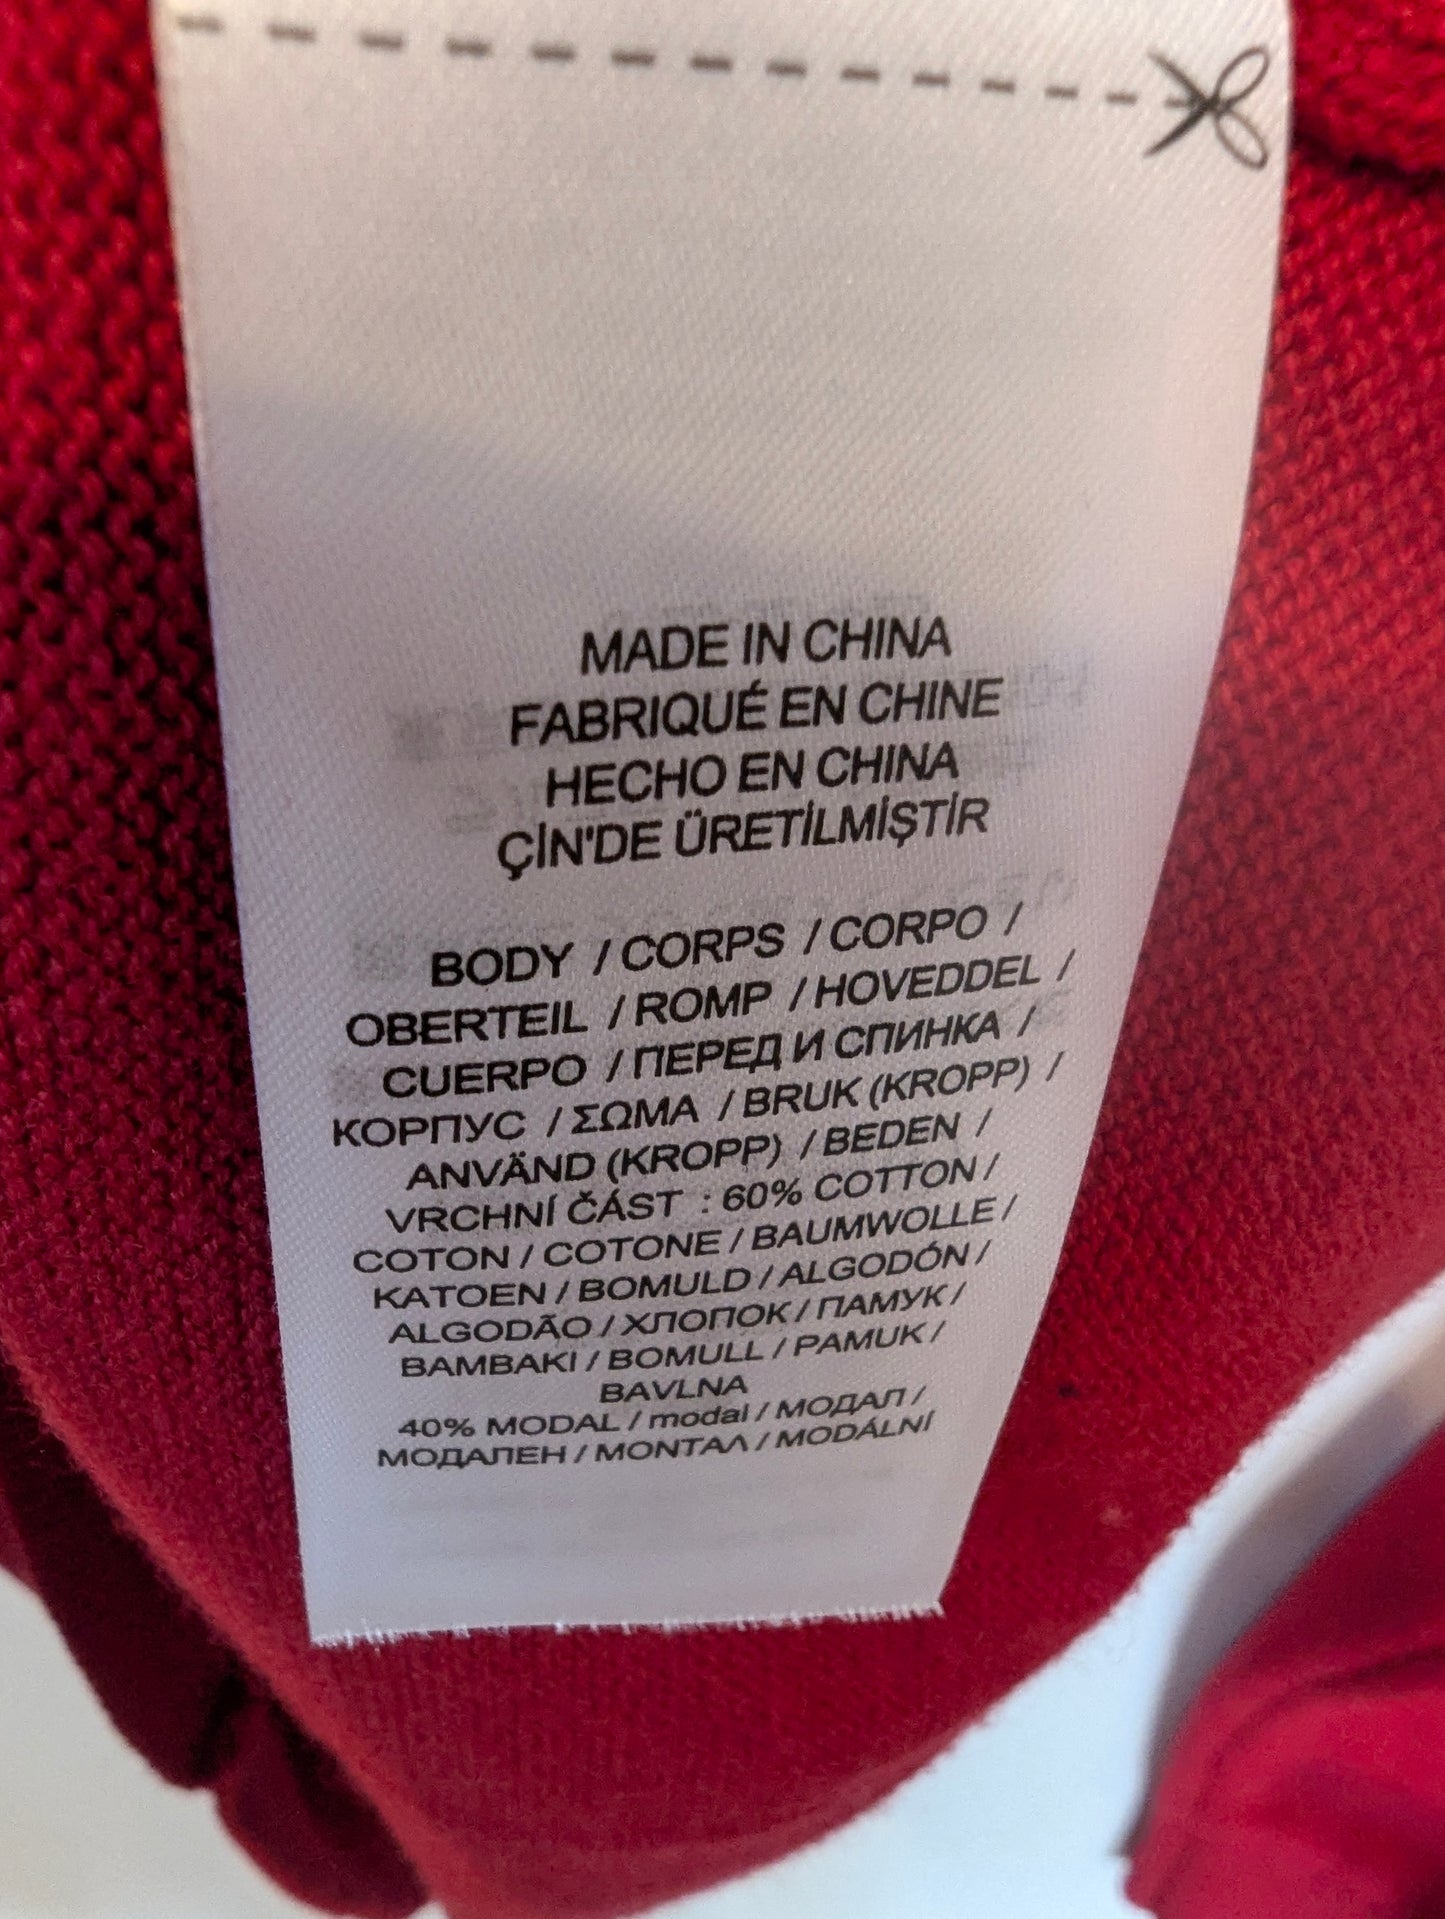 MADE IN CHINA
FABRIQUÉ EN CHINE
HECHO EN CHINA
ÇİN'DE ÜRETİLMİŞTİR
BODY / CORPS / CORPO /
OBERTEIL / ROMP / HOVEDDEL /
CUERPO / ПЕРЕД И СПИНКА /
КОРПУС / ΣΩΜΑ / BRUK (KROPP) /
ANVÄND (KROPP) / BEDEN /
VRCHNÍ ČÁST : 60% COTTON /
COTON / COTONE / BAUMWOLLE /
KATOEN / BOMULD / ALGODÓN /
ALGODÃO / ХЛОПОК / ПАМУК /
ΒΑΜΒΑΚΙ / BOMULL / PAMUK /
BAVLNA
40% MODAL / modal / МОДАЛ /
МОДАЛЕН / ΜΟΝΤΑΛ / MODÁLNÍ